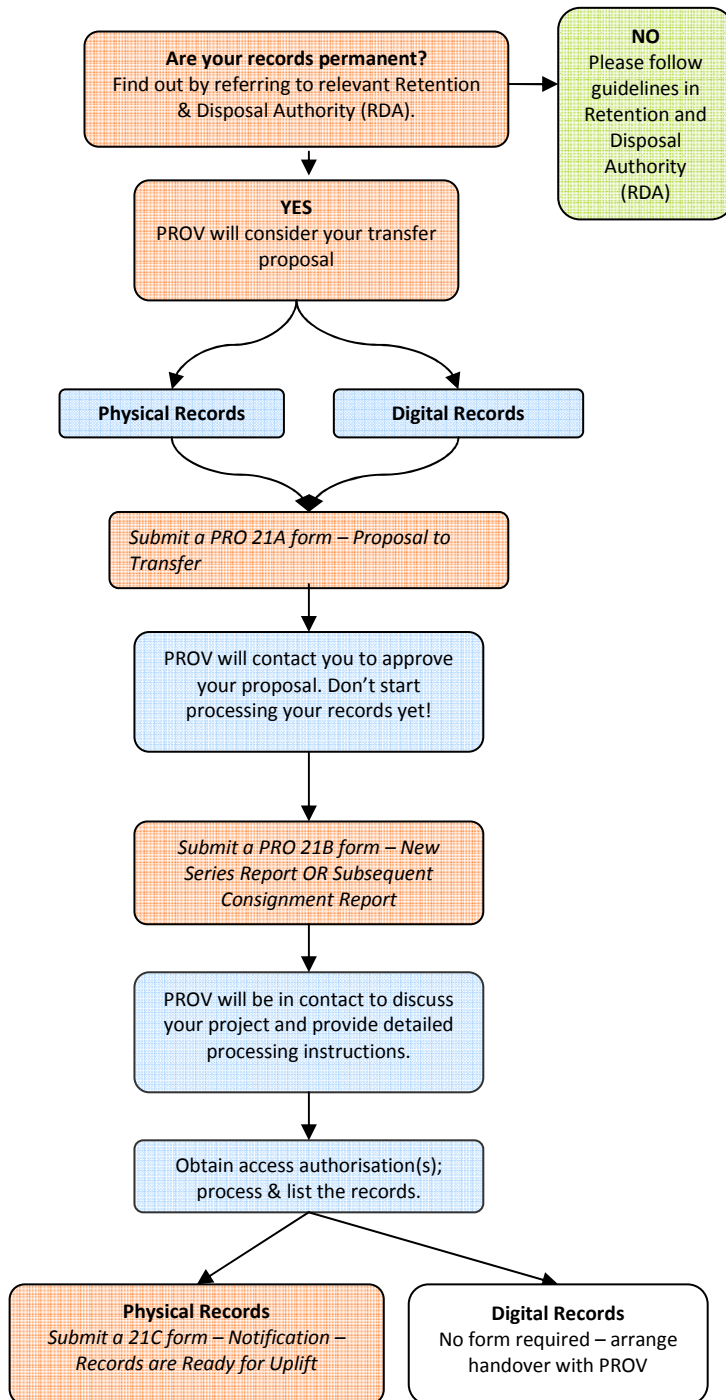 Are your records permanent?
Find out by referring to relevant Retention
& Disposal Authority (RDA).
NO
Please follow
guidelines in
Retention and
Disposal
Authority
(RDA)
YES
PROV will consider your transfer
proposal
Physical Records
Digital Records
Submit a PRO 21A form – Proposal to
Transfer
PROV will contact you to approve
your proposal. Don’t start
processing your records yet!
Submit a PRO 21B form – New
Series Report OR Subsequent
Consignment Report
PROV will be in contact to discuss
your project and provide detailed
processing instructions.
Obtain access authorisation(s);
process & list the records.
Physical Records
Submit a 21C form – Notification –
Records are Ready for Uplift
Digital Records
No form required – arrange
handover with PROV